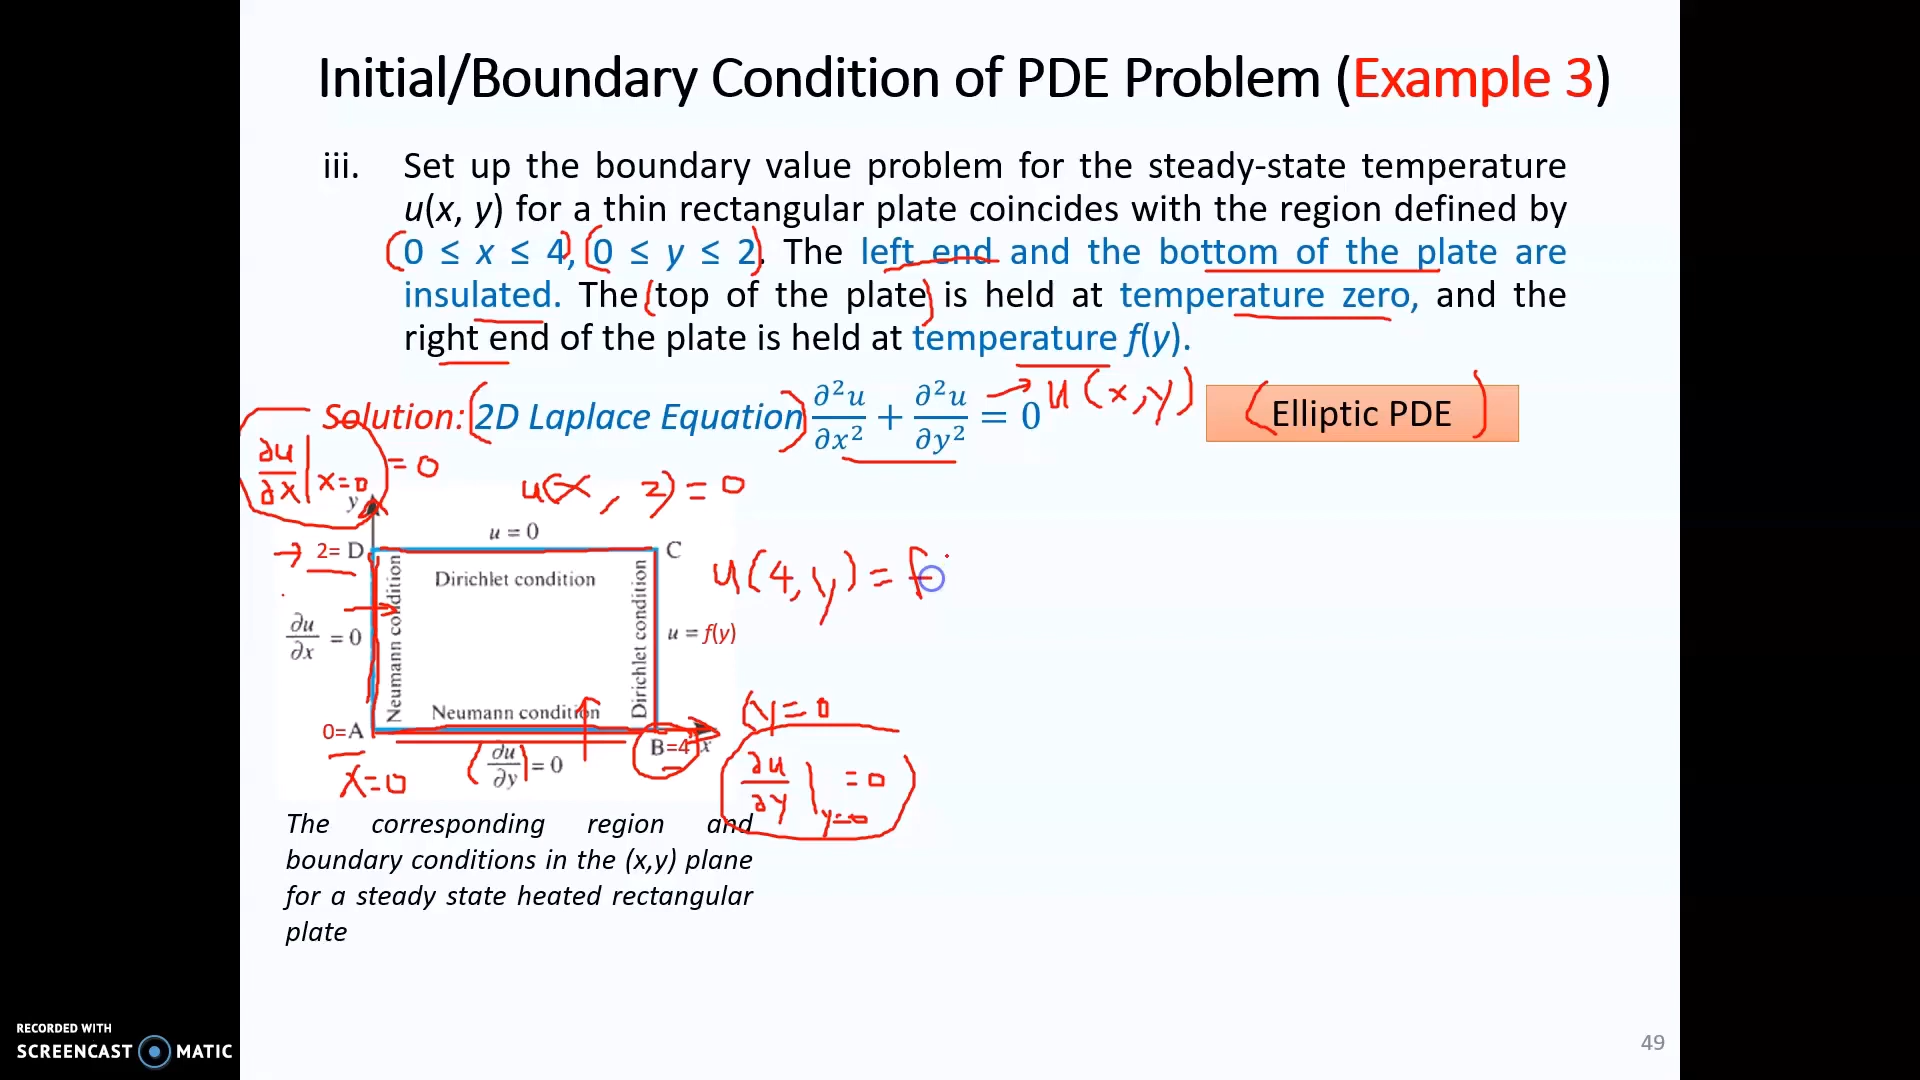 Initial/Boundary Condition of PDE Problem (Example 3)
iii. Set up the boundary value problem for the steady-state temperature
u(x, y) for a thin rectangular plate coincides with the region defined by
0 ≤ x ≤ 4, 0 ≤ y ≤ 2. The left end and the bottom of the plate are
insulated. The top of the plate is held at temperature zero, and the
right end of the plate is held at temperature f(y).
Solution: 2D Laplace Equation ∂²u/∂x² + ∂²u/∂y² = 0
→ u(x,y)
Elliptic PDE
∂u/∂x|x=0 = 0
u(x, 2) = 0
y
u = 0
→ 2= D
C
Dirichlet condition
u(4, y) = f
Neumann condition
Dirichlet condition
∂u/∂x = 0
u = f(y)
Neumann condition
y=0
0=A
B=4
x
x=0
∂u/∂y = 0
∂u/∂y|y=0 = 0
The corresponding region and
boundary conditions in the (x,y) plane
for a steady state heated rectangular
plate
RECORDED WITH
SCREENCAST MATIC
49